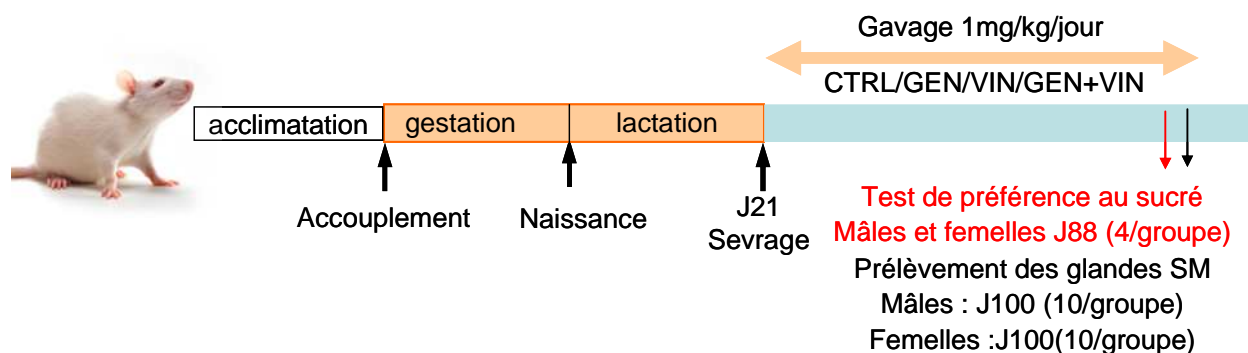 Gavage 1mg/kg/jour
CTRL/GEN/VIN/GEN+VIN
acclimatation
gestation
lactation
Accouplement
Naissance
J21
Sevrage
Test de préférence au sucré
Mâles et femelles J88 (4/groupe)
Prélèvement des glandes SM
Mâles : J100 (10/groupe)
Femelles :J100(10/groupe)